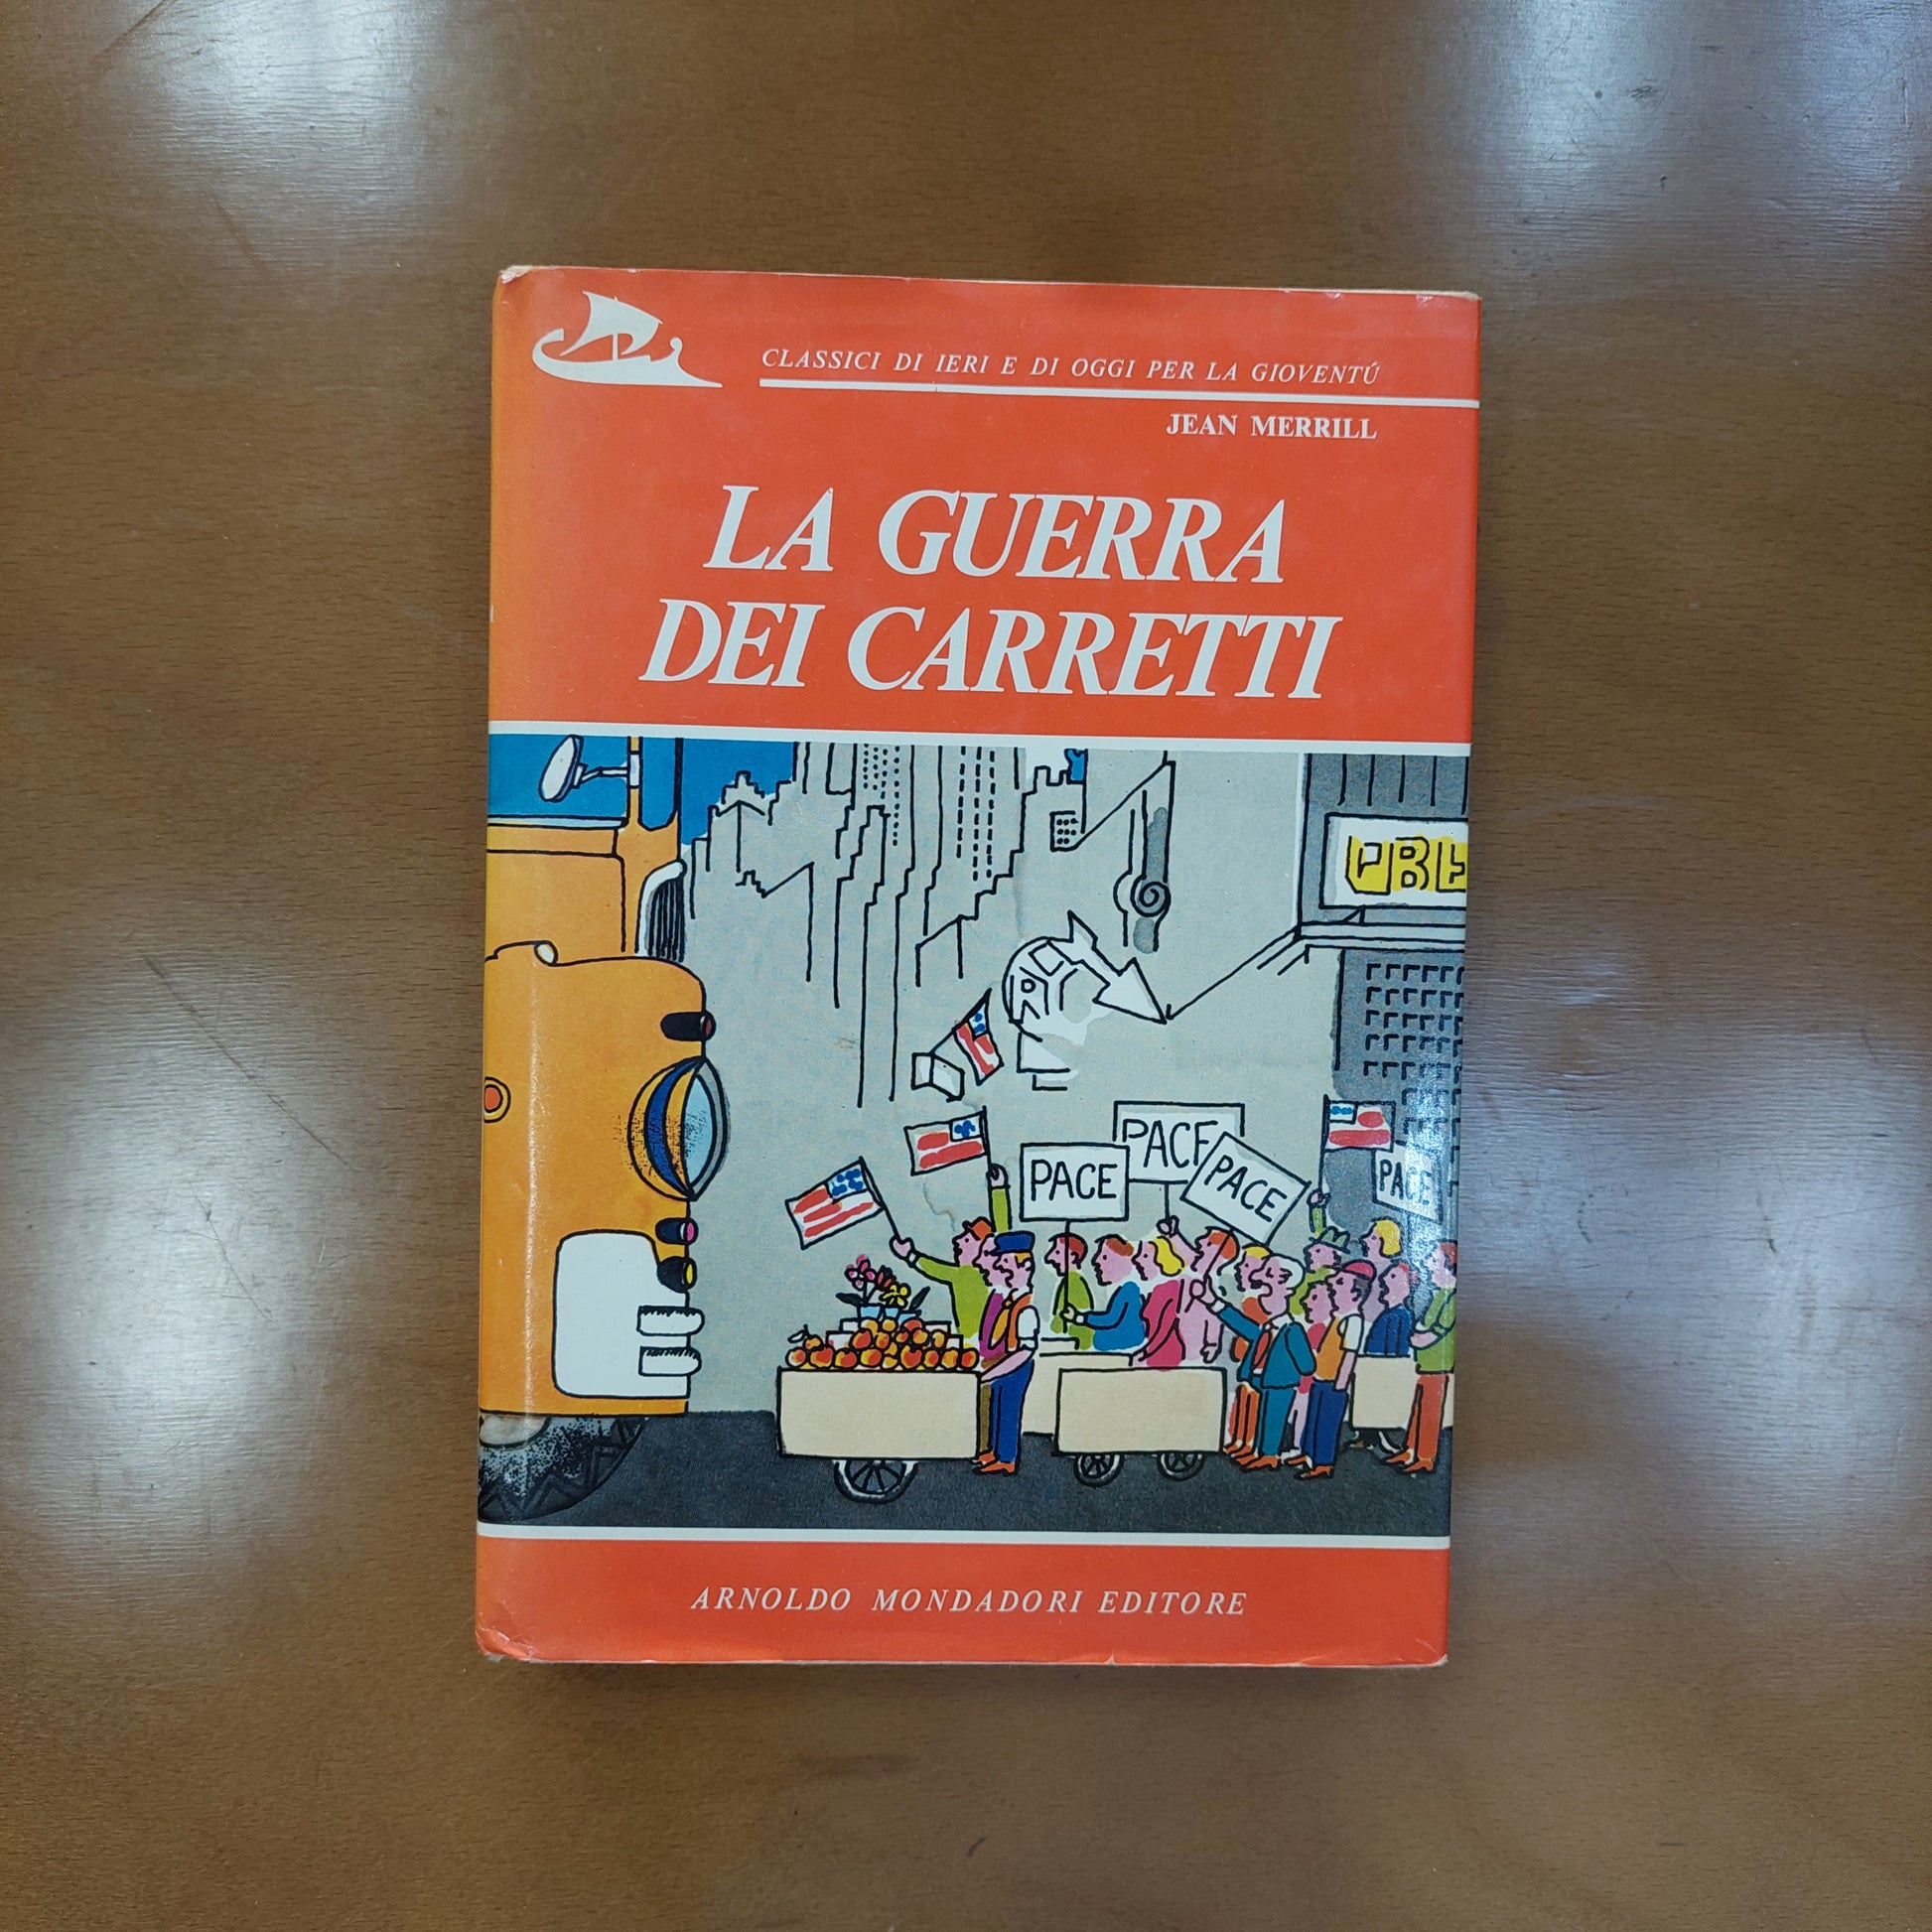 CLASSICI DI IERI E DI OGGI PER LA GIOVENTÚ
JEAN MERRILL
LA GUERRA
DEI CARRETTI
PACE
PACE
PACE
PACE
ARNOLDO MONDADORI EDITORE